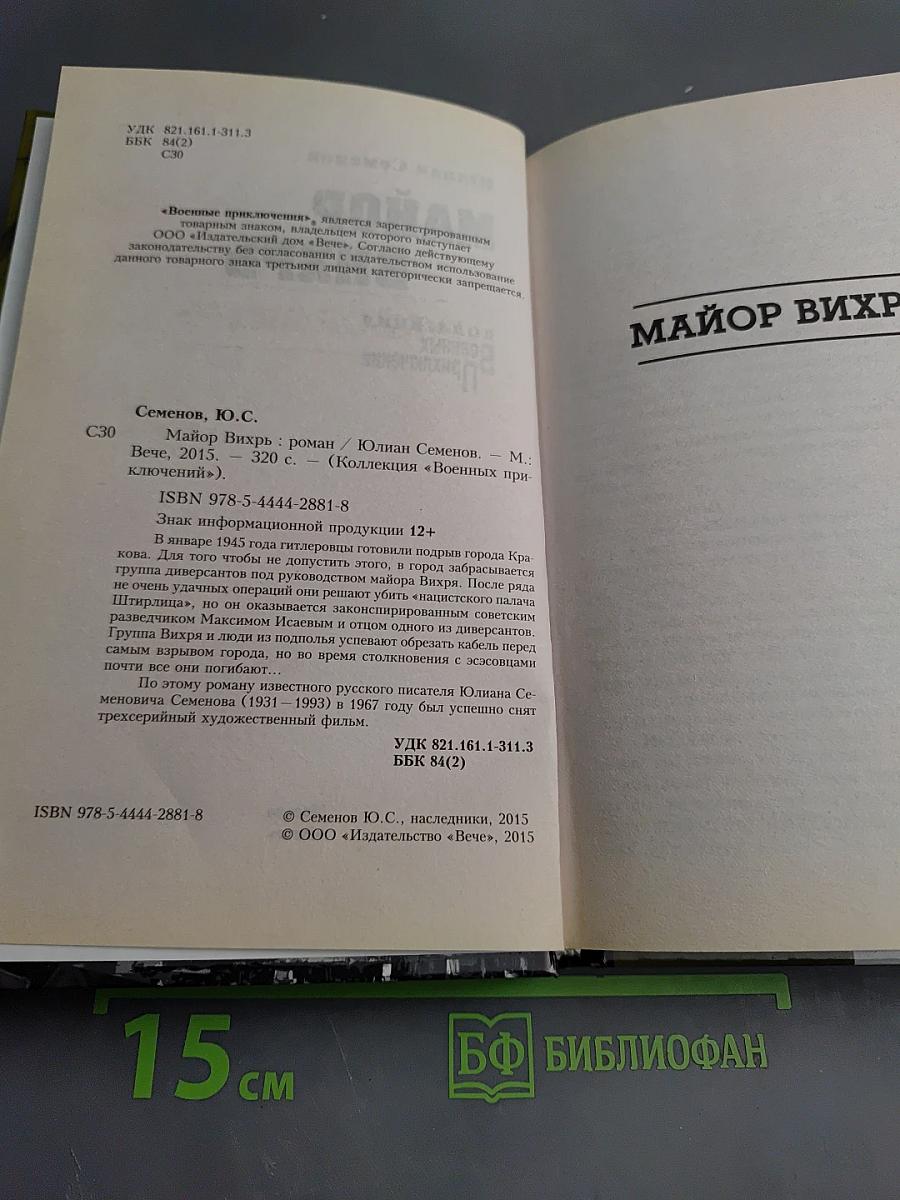 УДК 821.161.1-311.3
ББК 84(2)
С30
«Военные приключения» является зарегистрированным
товарным знаком, владельцем которого выступает
ООО «Издательский дом «Вече». Согласно действующему
законодательству без согласования с издательством использование
данного товарного знака третьими лицами категорически запрещается.
Семенов, Ю.С.
С30 Майор Вихрь : роман / Юлиан Семенов. — М.:
Вече, 2015. — 320 с. — (Коллекция «Военных при-
ключений»).
ISBN 978-5-4444-2881-8
Знак информационной продукции 12+
В январе 1945 года гитлеровцы готовили подрыв города Кра-
кова. Для того чтобы не допустить этого, в город забрасывается
группа диверсантов под руководством майора Вихря. После ряда
не очень удачных операций они решают убить «нацистского палача
Штирлица», но он оказывается законспирированным советским
разведчиком Максимом Исаевым и отцом одного из диверсантов.
Группа Вихря и люди из подполья успевают обрезать кабель перед
самым взрывом города, но во время столкновения с эсэсовцами
почти все они погибают...
По этому роману известного русского писателя Юлиана Се-
меновича Семенова (1931—1993) в 1967 году был успешно снят
трехсерийный художественный фильм.
УДК 821.161.1-311.3
ББК 84(2)
ISBN 978-5-4444-2881-8
© Семенов Ю.С., наследники, 2015
© ООО «Издательство «Вече», 2015
МАЙОР ВИХР
15 см
БФ БИБЛИОФАН